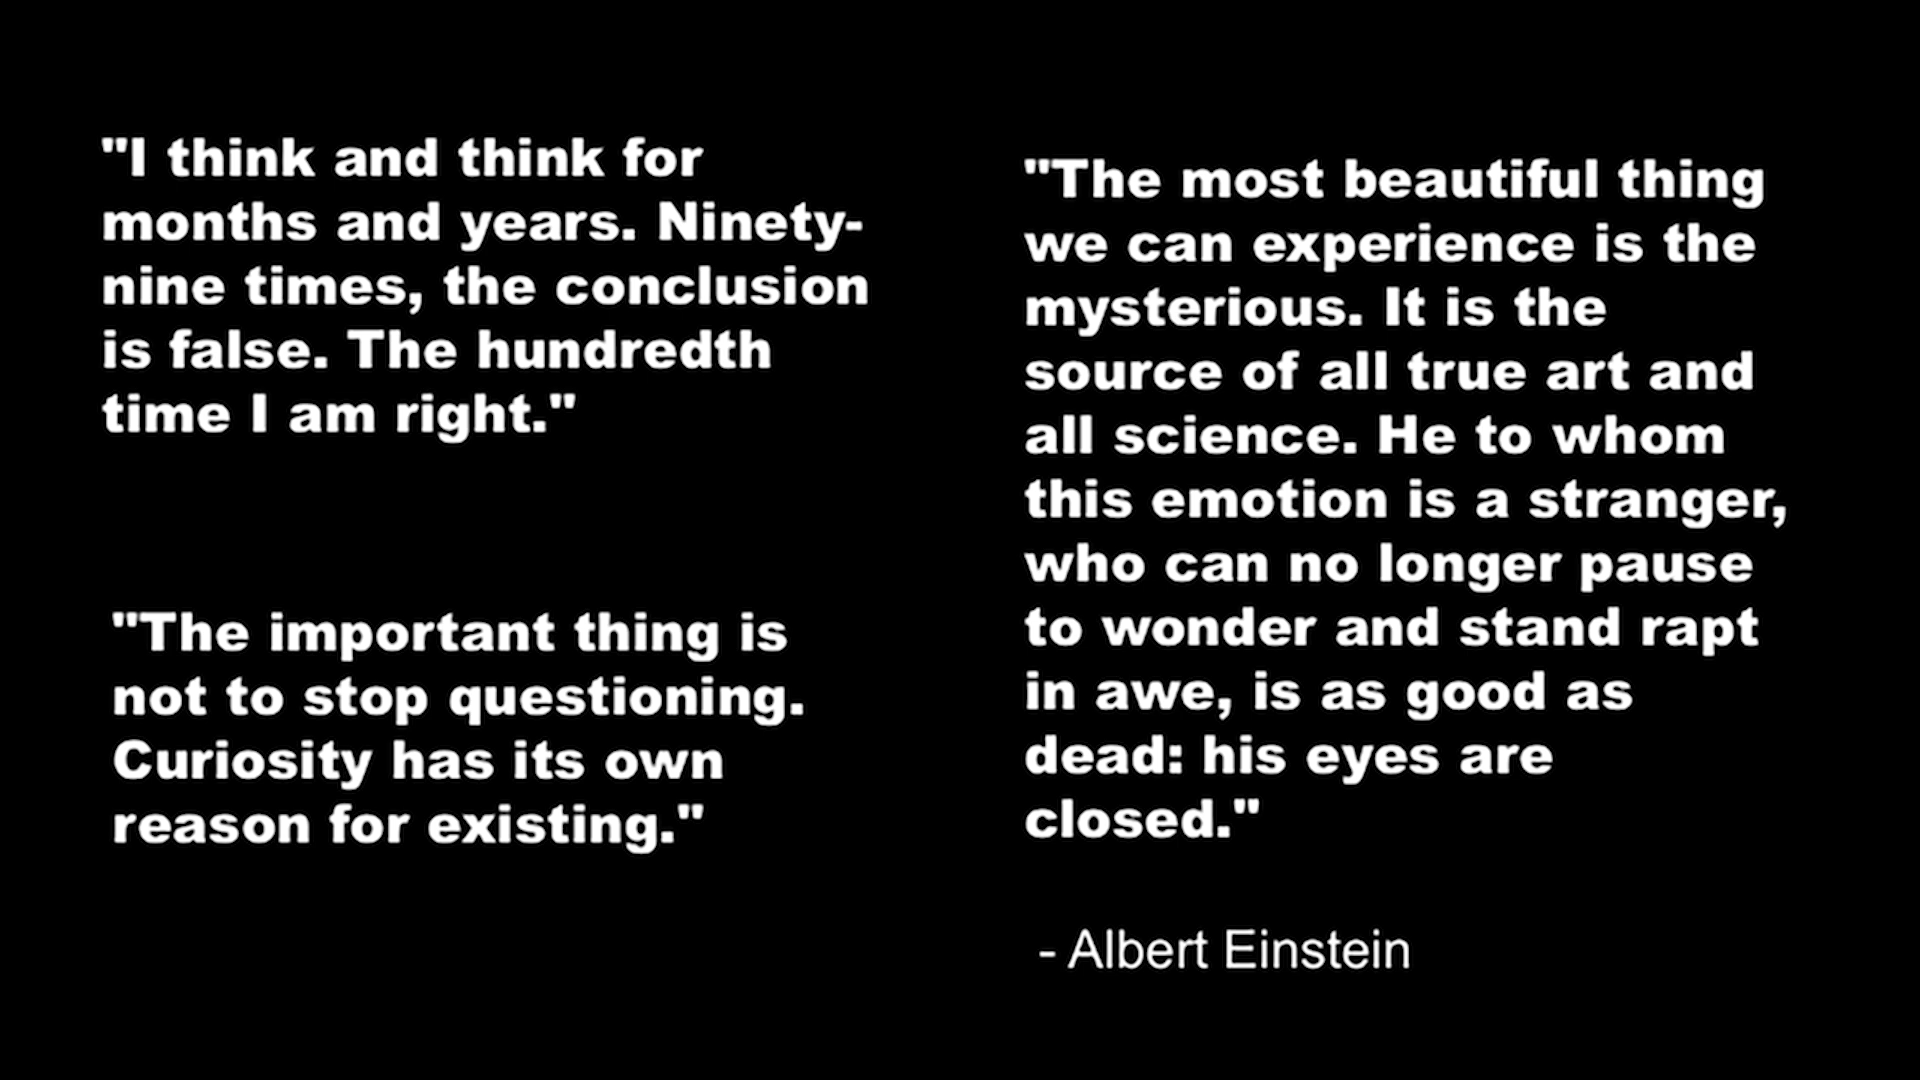 "I think and think for
months and years. Ninety-
nine times, the conclusion
is false. The hundredth
time I am right."
"The important thing is
not to stop questioning.
Curiosity has its own
reason for existing."
"The most beautiful thing
we can experience is the
mysterious. It is the
source of all true art and
all science. He to whom
this emotion is a stranger,
who can no longer pause
to wonder and stand rapt
in awe, is as good as
dead: his eyes are
closed."
- Albert Einstein